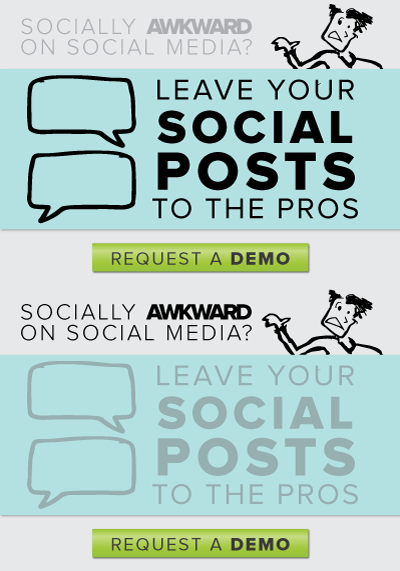 SOCIALLY AWKWARD
ON SOCIAL MEDIA?
LEAVE YOUR
SOCIAL
POSTS
TO THE PROS
REQUEST A DEMO
SOCIALLY AWKWARD
ON SOCIAL MEDIA?
LEAVE YOUR
SOCIAL
POSTS
TO THE PROS
REQUEST A DEMO